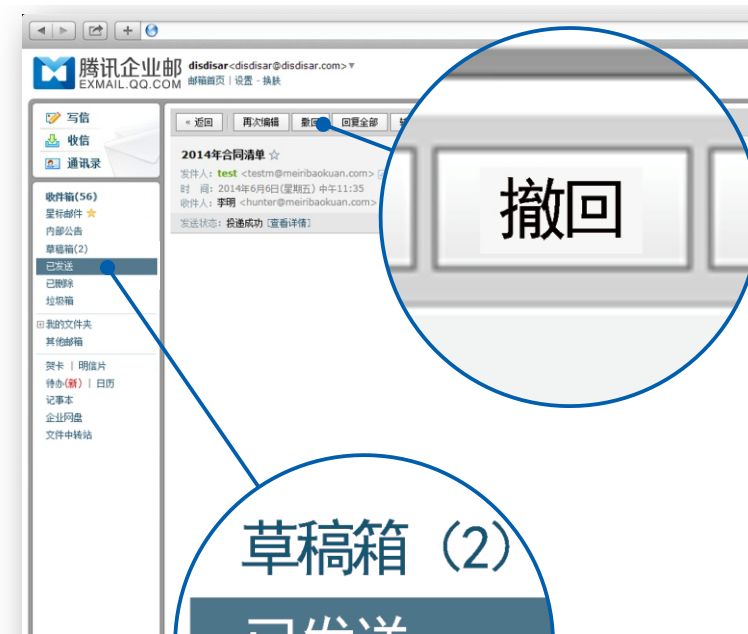 腾讯企业邮
EXMAIL.QQ.COM
disdisar<disdisar@disdisar.com>
邮箱首页 | 设置 - 换肤
写信
收信
通讯录
« 返回
再次编辑
撤回
回复全部
2014年合同清单 ☆
发件人：test <testm@meiribaokuan.com>
时 间：2014年6月6日(星期五) 中午11:35
收件人：李明 <hunter@meiribaokuan.com>
发送状态：投递成功 [查看详情]
收件箱(56)
星标邮件
内部公告
草稿箱(2)
已发送
已删除
垃圾箱
我的文件夹
其他邮箱
贺卡 | 明信片
待办(新) | 日历
记事本
企业网盘
文件中转站
撤回
草稿箱（2）
已发送